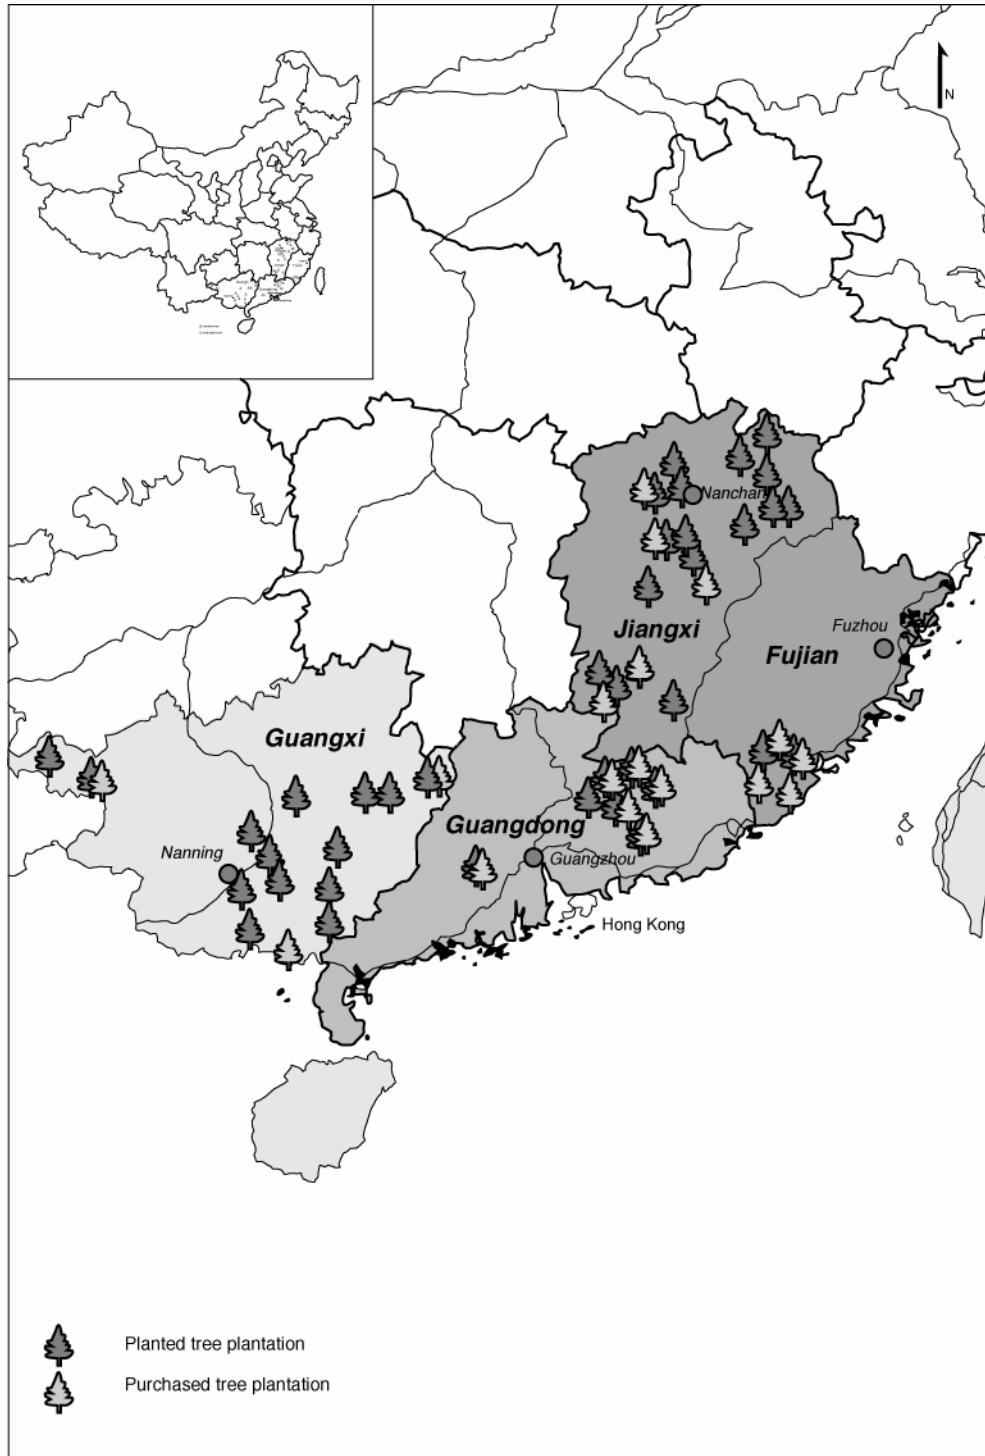 N
Nanchan
Jiangxi
Fuzhou
Fujian
Guangxi
Guangdong
Nanning
Guangzhou
Hong Kong
Planted tree plantation
Purchased tree plantation